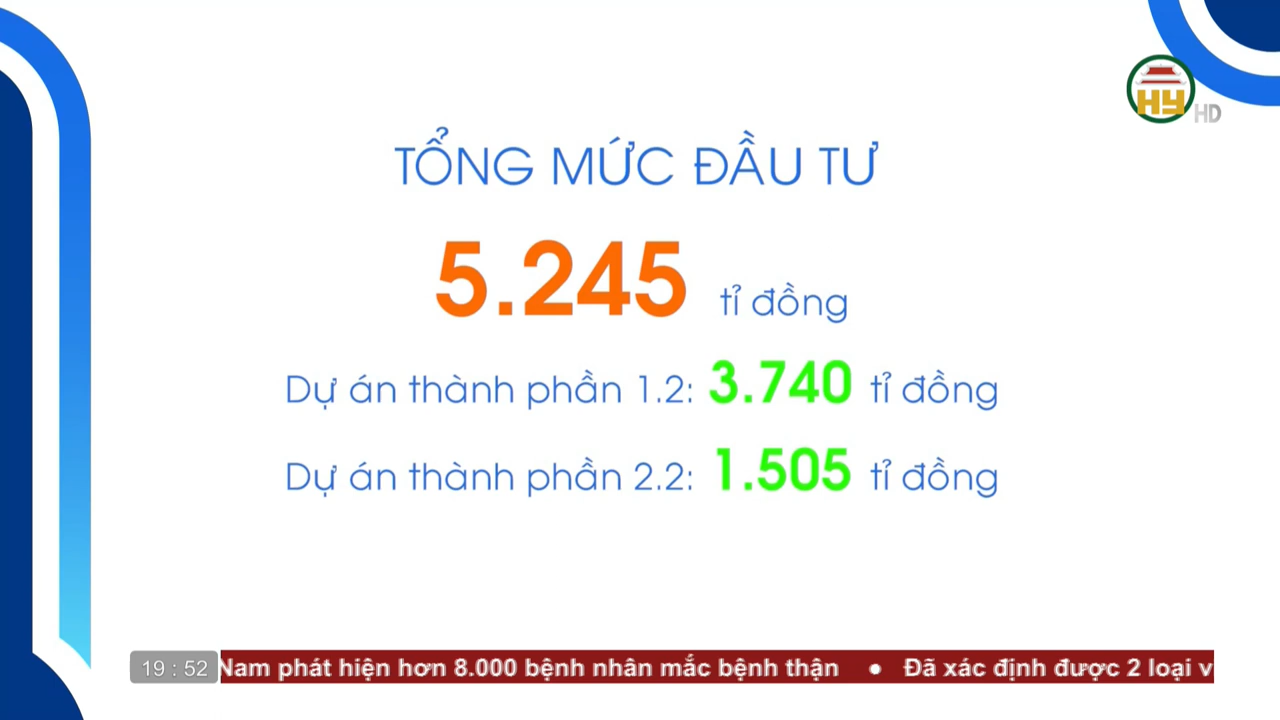 HY
HD
TỔNG MỨC ĐẦU TƯ
5.245 tỉ đồng
Dự án thành phần 1.2: 3.740 tỉ đồng
Dự án thành phần 2.2: 1.505 tỉ đồng
19 : 52 Nam phát hiện hơn 8.000 bệnh nhân mắc bệnh thận • Đã xác định được 2 loại v